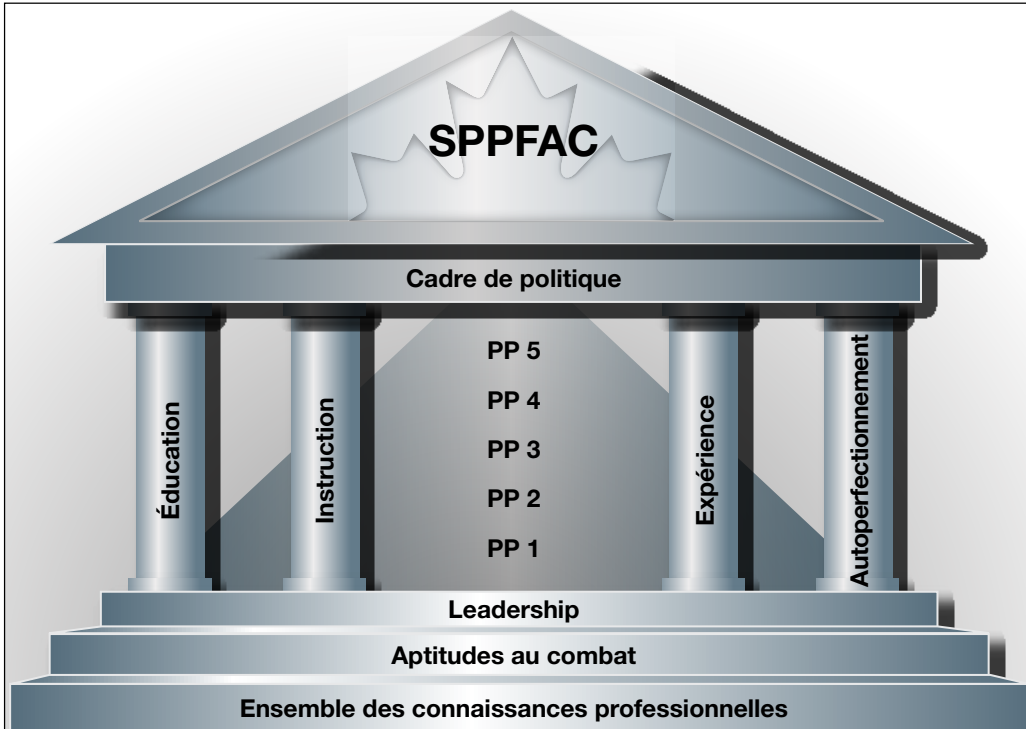 SPPFAC
Cadre de politique
Éducation
Instruction
PP 5
PP 4
PP 3
PP 2
PP 1
Expérience
Autoperfectionnement
Leadership
Aptitudes au combat
Ensemble des connaissances professionnelles